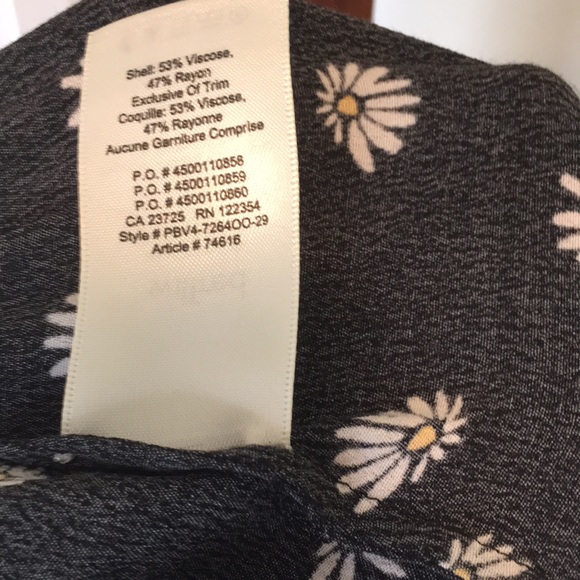 Shell: 53% Viscose,
47% Rayon
Exclusive Of Trim
Coquille: 53% Viscose,
47% Rayonne
Aucune Garniture Comprise
P.O. # 4500110858
P.O. # 4500110859
P.O. # 4500110860
CA 23725 RN 122354
Style # PBV4-7264OO-29
Article # 74616